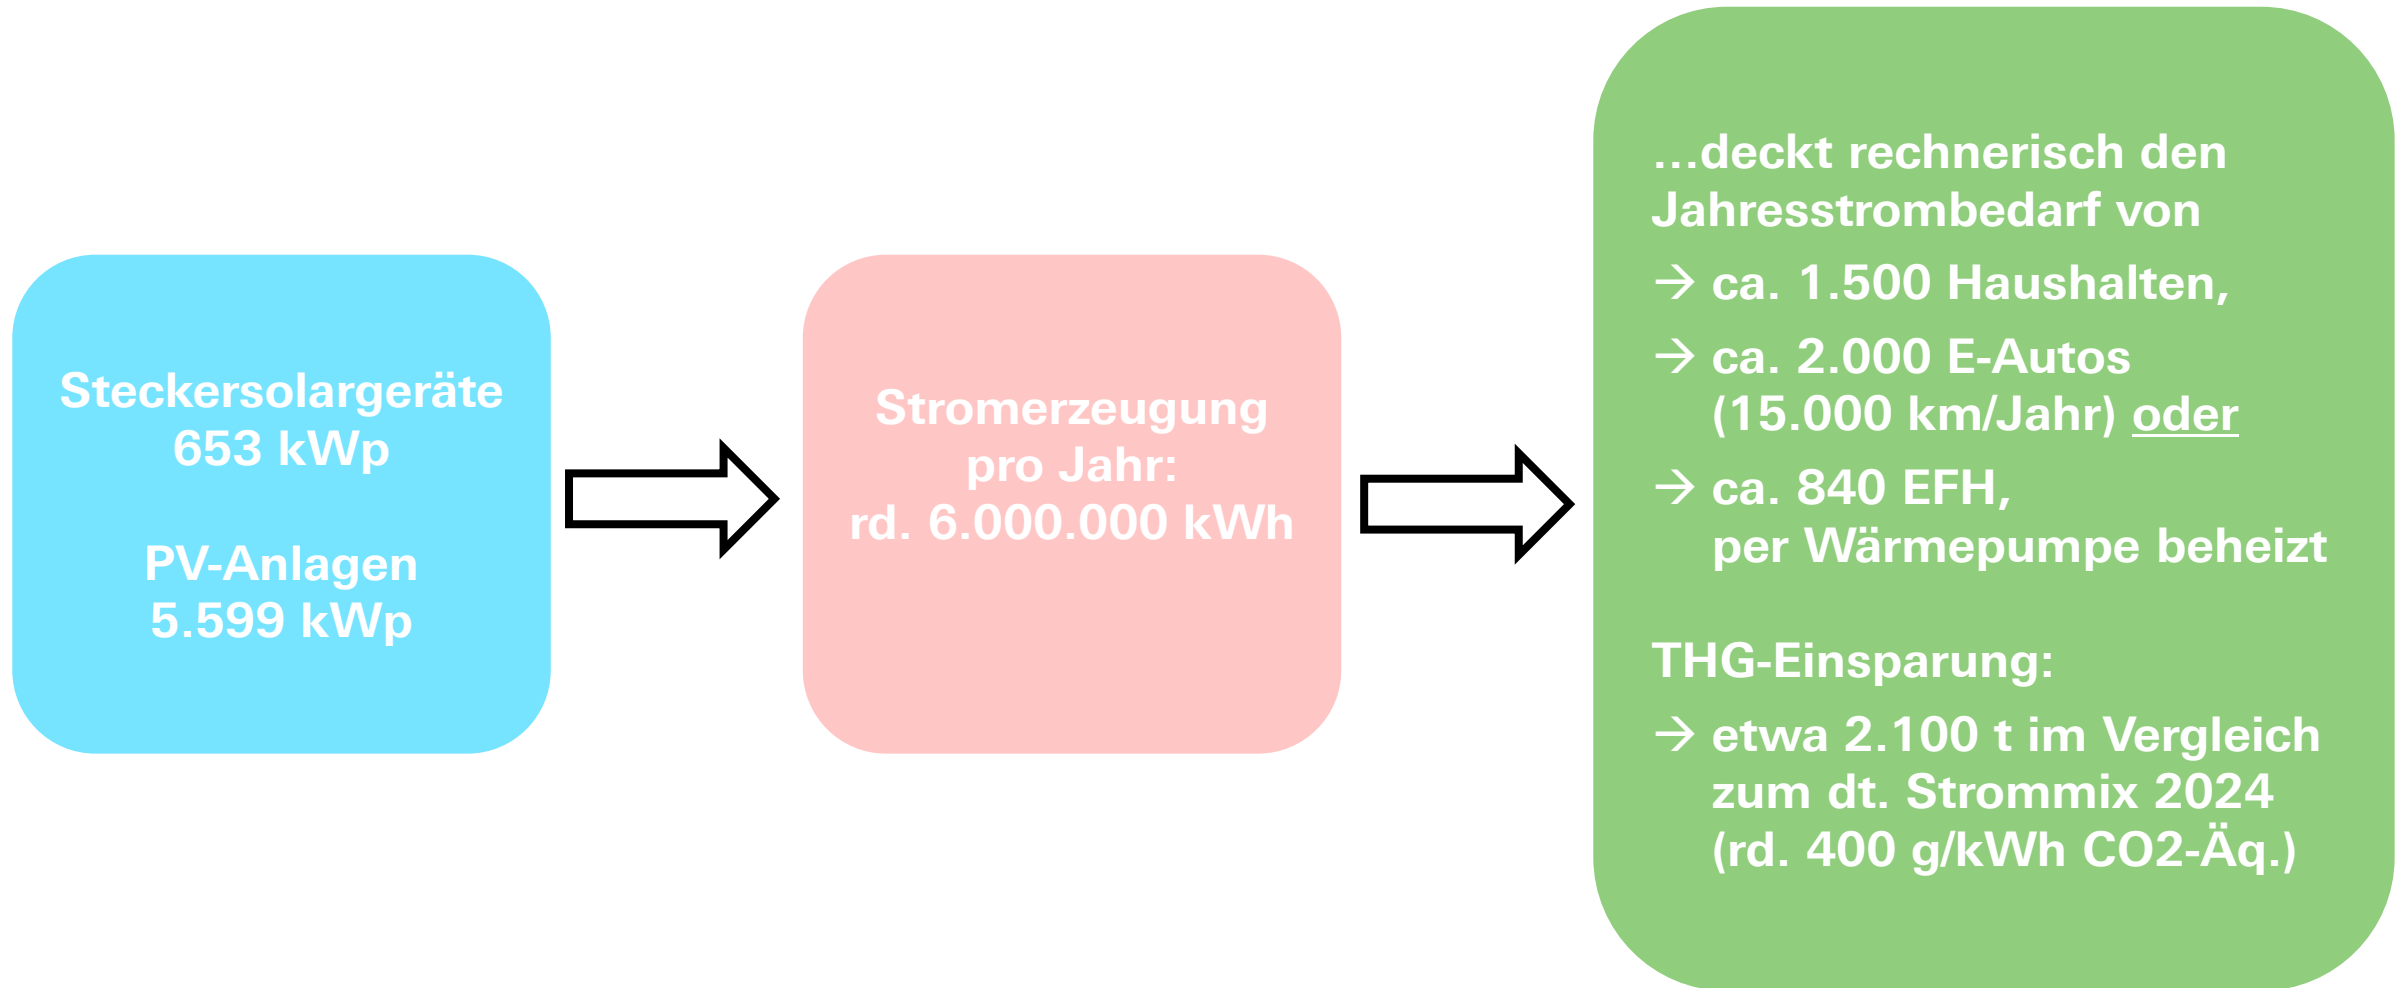 Steckersolargeräte
653 kWp
PV-Anlagen
5.599 kWp
Stromerzeugung
pro Jahr:
rd. 6.000.000 kWh
...deckt rechnerisch den
Jahresstrombedarf von
→ ca. 1.500 Haushalten,
→ ca. 2.000 E-Autos
(15.000 km/Jahr) oder
→ ca. 840 EFH,
per Wärmepumpe beheizt
THG-Einsparung:
→ etwa 2.100 t im Vergleich
zum dt. Strommix 2024
(rd. 400 g/kWh CO2-Äq.)